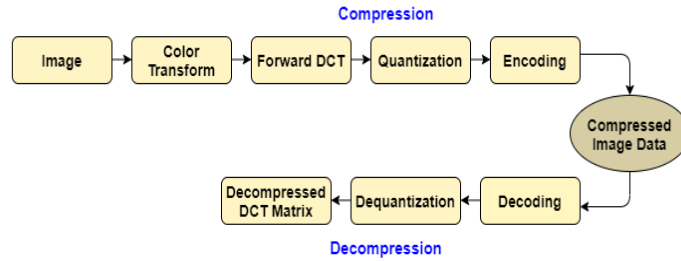 Compression
Image
Color
Transform
Forward DCT
Quantization
Encoding
Compressed
Image Data
Decompressed
DCT Matrix
Dequantization
Decoding
Decompression